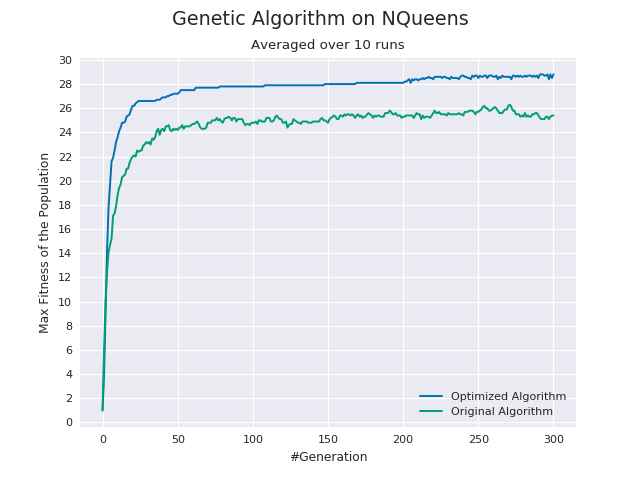 Genetic Algorithm on NQueens
Averaged over 10 runs
Max Fitness of the Population
30
28
26
24
22
20
18
16
14
12
10
8
6
4
2
0
Optimized Algorithm
Original Algorithm
0 50 100 150 200 250 300
#Generation